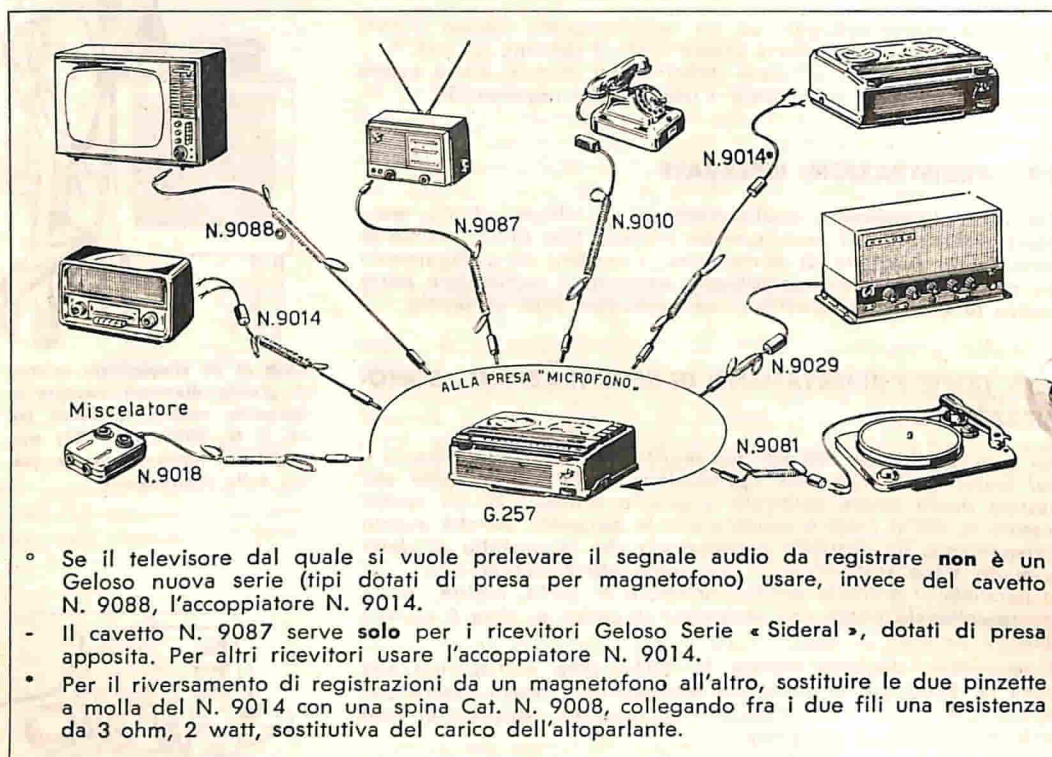 N.9088
N.9087
N.9010
N.9014•
N.9014
N.9029
ALLA PRESA "MICROFONO„
Miscelatore
N.9018
N.9081
G.257
° Se il televisore dal quale si vuole prelevare il segnale audio da registrare non è un
Geloso nuova serie (tipi dotati di presa per magnetofono) usare, invece del cavetto
N. 9088, l'accoppiatore N. 9014.
- Il cavetto N. 9087 serve solo per i ricevitori Geloso Serie « Sideral », dotati di presa
apposita. Per altri ricevitori usare l'accoppiatore N. 9014.
• Per il riversamento di registrazioni da un magnetofono all'altro, sostituire le due pinzette
a molla del N. 9014 con una spina Cat. N. 9008, collegando fra i due fili una resistenza
da 3 ohm, 2 watt, sostitutiva del carico dell'altoparlante.